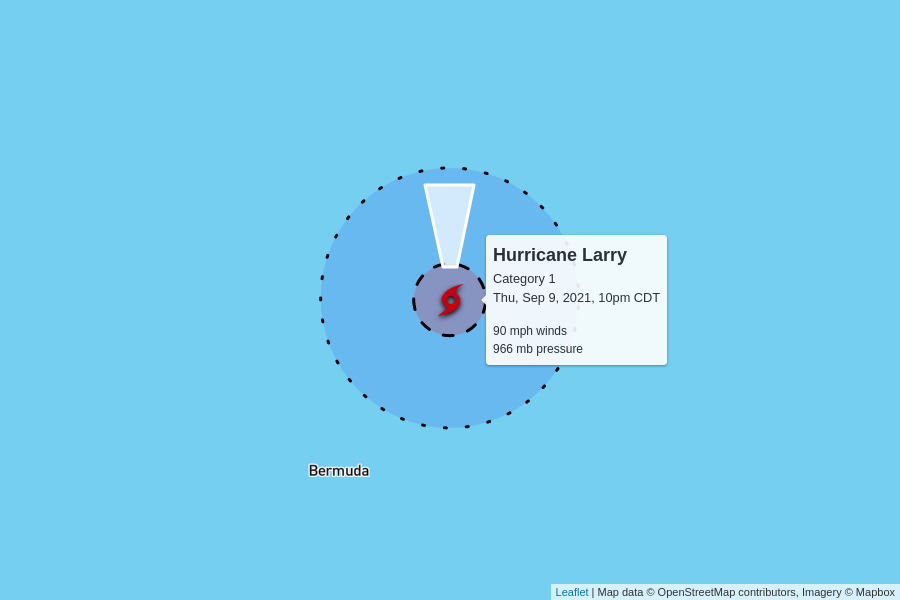 Hurricane Larry
Category 1
Thu, Sep 9, 2021, 10pm CDT
90 mph winds
966 mb pressure
Bermuda
Leaflet | Map data © OpenStreetMap contributors, Imagery © Mapbox